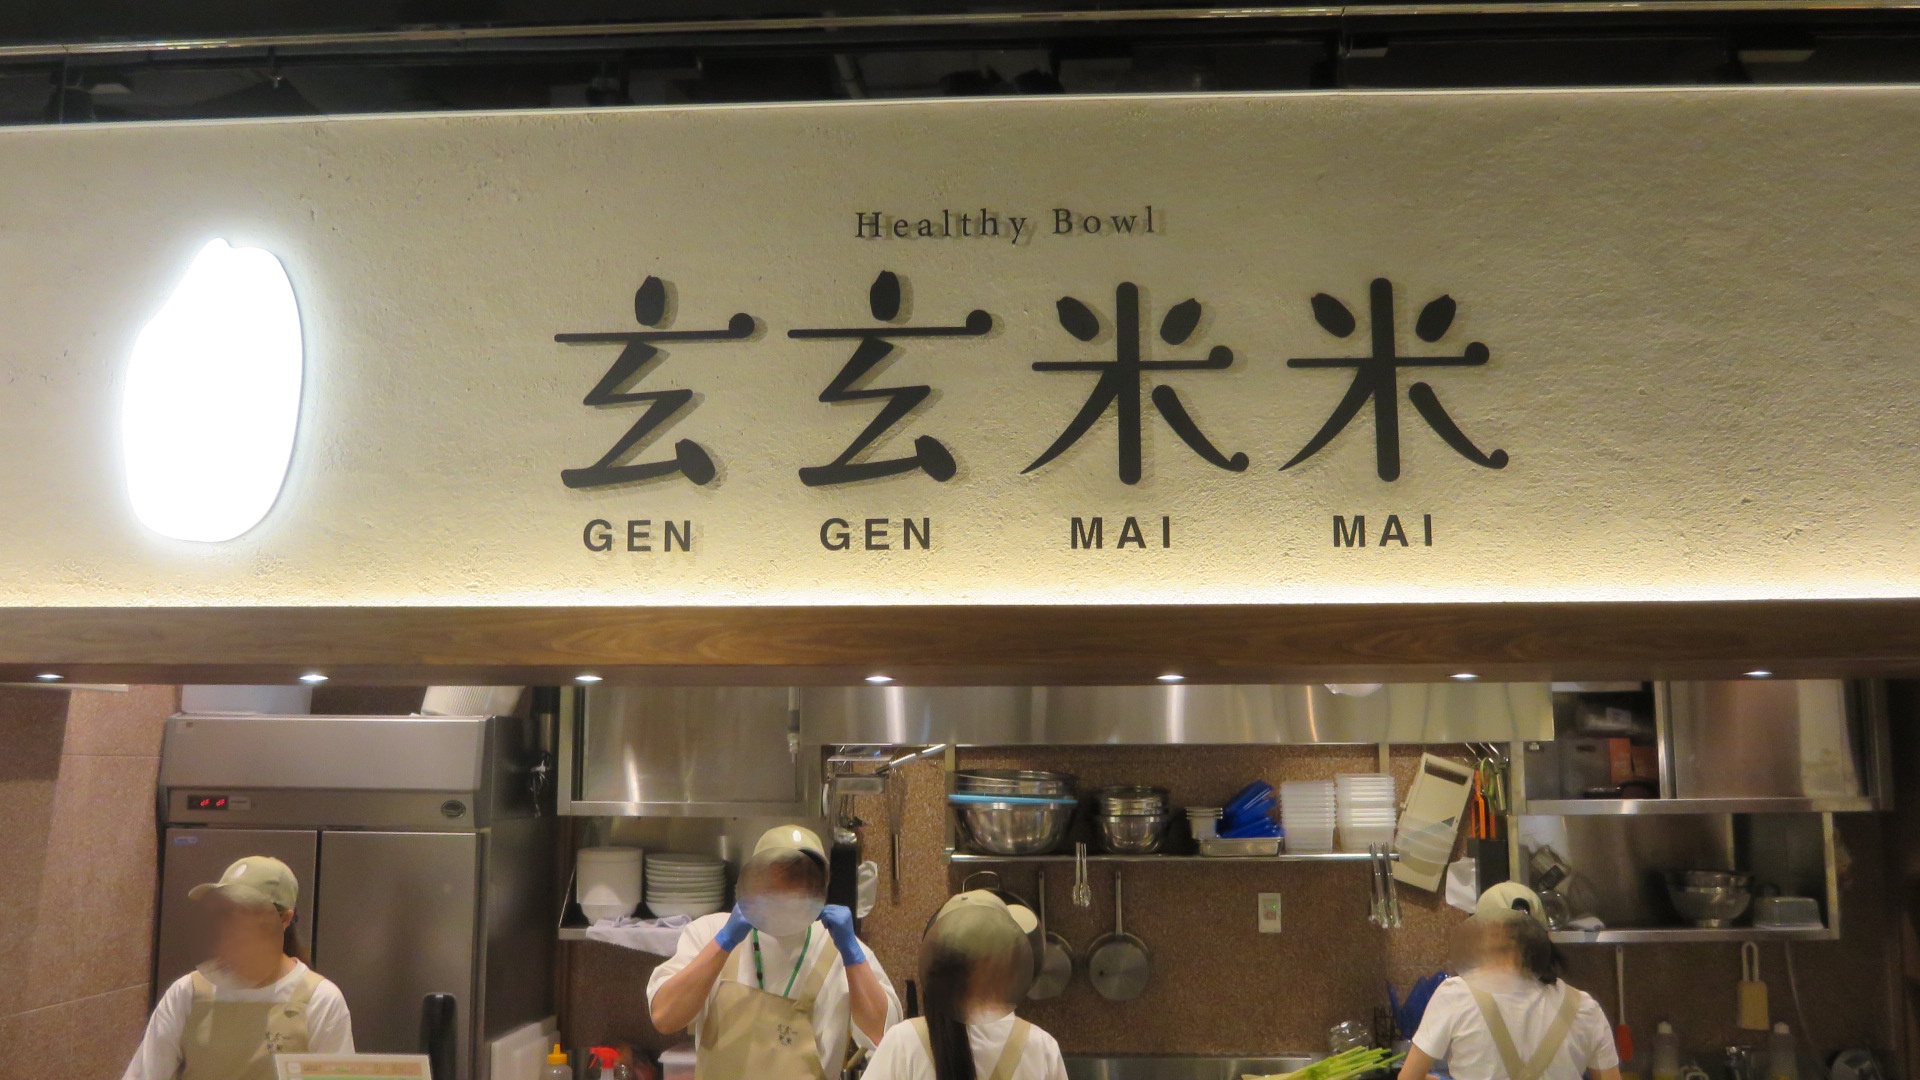 Healthy Bowl
玄玄米米
GEN GEN MAI MAI